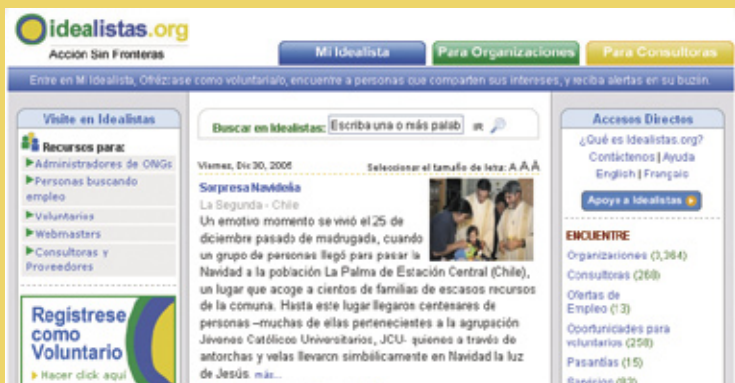 idealistas.org
Acción Sin Fronteras
Mi Idealista
Para Organizaciones
Para Consultoras
Entre en Mi Idealista, Ofrézcase como voluntaria/o, encuentre a personas que comparten sus intereses, y reciba alertas en su buzón.
Visite en Idealistas
Recursos para:
Administradores de ONGs
Personas buscando
empleo
Voluntarios
Webmasters
Consultoras y
Proveedores
Regístrese
como
Voluntario
Hacer click aquí
Buscar en Idealistas: Escriba una o más palab IR
Viernes, Dic 30, 2005
Seleccionar el tamaño de letra: A A A
Sorpresa Navideña
La Segunda - Chile
Un emotivo momento se vivió el 25 de
diciembre pasado de madrugada, cuando
un grupo de personas llegó para pasar la
Navidad a la población La Palma de Estación Central (Chile),
un lugar que acoge a cientos de familias de escasos recursos
de la comuna. Hasta este lugar llegaron centenares de
personas –muchas de ellas pertenecientes a la agrupación
Jóvenes Católicos Universitarios, JCU- quienes a través de
antorchas y velas llevaron simbólicamente en Navidad la luz
de Jesús. más...
Accesos Directos
¿Qué es Idealistas.org?
Contáctenos | Ayuda
English | Français
Apoye a Idealistas
ENCUENTRE
Organizaciones (3,364)
Consultoras (268)
Ofertas de
Empleo (13)
Oportunidades para
voluntarios (258)
Pasantías (15)
Servicios (82)